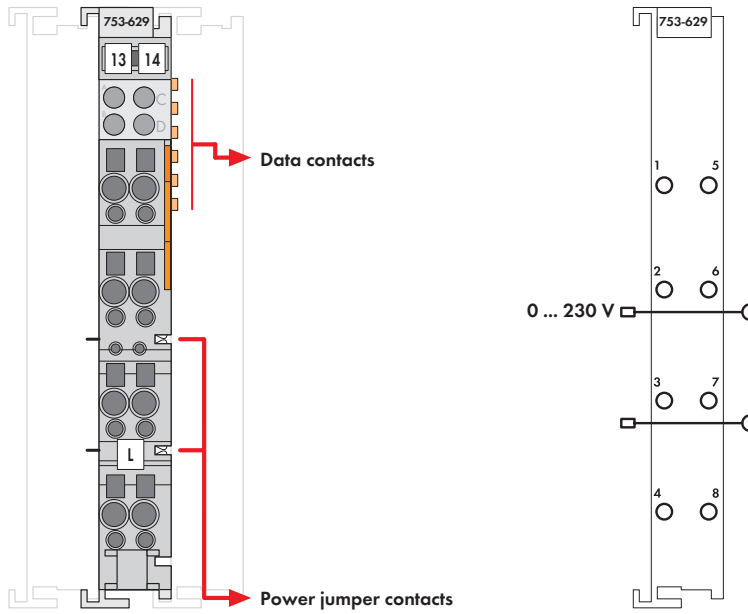 753-629
13 14
A C
B D
Data contacts
L
Power jumper contacts
753-629
1 5
2 6
0 ... 230 V
3 7
4 8